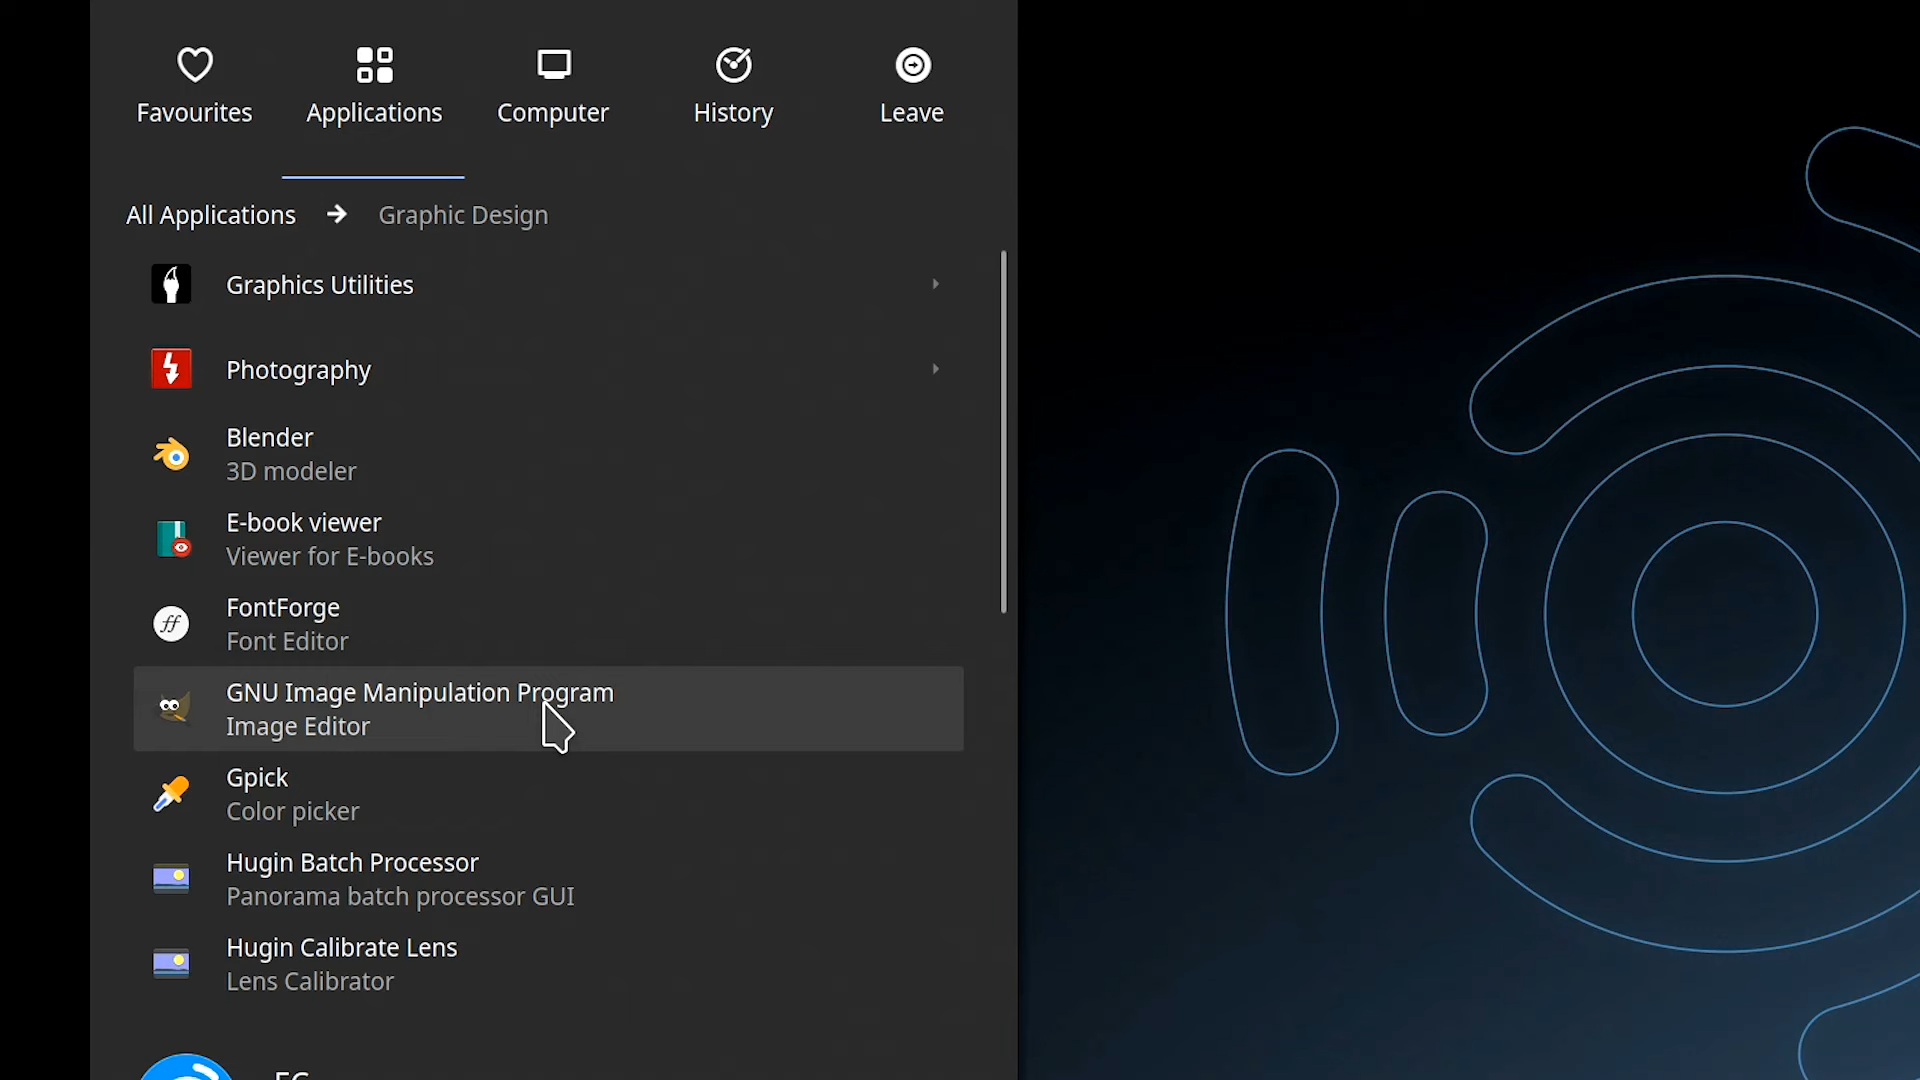 Favourites
Applications
Computer
History
Leave
All Applications
Graphic Design
Graphics Utilities
Photography
Blender
3D modeler
E-book viewer
Viewer for E-books
FontForge
ff
Font Editor
GNU Image Manipulation Program
Image Editor
Gpick
Color picker
Hugin Batch Processor
Panorama batch processor GUI
Hugin Calibrate Lens
Lens Calibrator